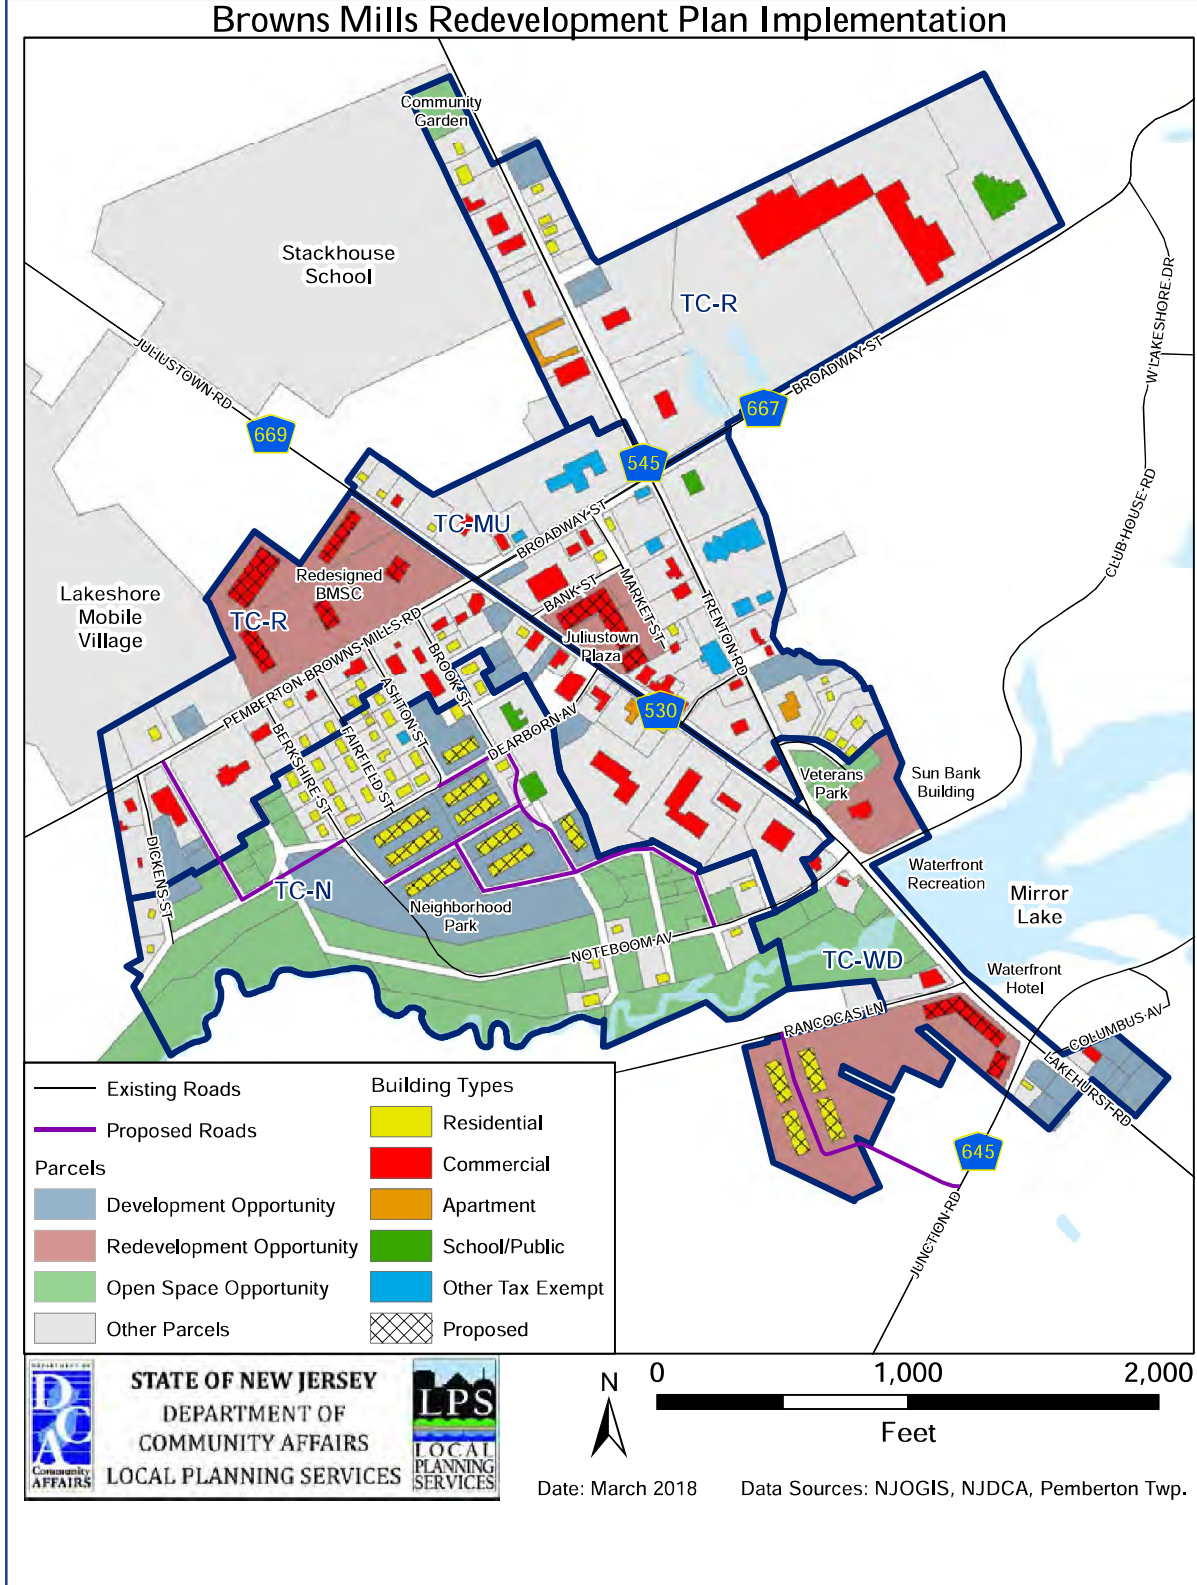 Browns Mills Redevelopment Plan Implementation
Community
Garden
Stackhouse
School
TC-R
W LAKESHORE DR
JULIUSTOWN RD
BROADWAY ST
667
669
545
TC-MU
BROADWAY ST
CLUB HOUSE RD
Redesigned
BMSC
Lakeshore
Mobile
Village
TC-R
BANK ST
MARKET ST
TRENTON RD
Juliustown
Plaza
PEMBERTON BROWNS MILLS RD
BROOK ST
ASHTON ST
530
DEARBORN AV
FAIRFIELD ST
BERKSHIRE ST
Veterans
Park
Sun Bank
Building
DICKENS ST
Waterfront
Recreation
TC-N
Mirror
Lake
Neighborhood
Park
NOTEBOOM AV
TC-WD
Waterfront
Hotel
RANCOCAS LN
COLUMBUS AV
LAKEHURST RD
645
JUNCTION RD
Existing Roads
Proposed Roads
Parcels
Development Opportunity
Redevelopment Opportunity
Open Space Opportunity
Other Parcels
Building Types
Residential
Commercial
Apartment
School/Public
Other Tax Exempt
Proposed
DEPARTMENT OF
DCA
Community
AFFAIRS
STATE OF NEW JERSEY
DEPARTMENT OF
COMMUNITY AFFAIRS
LOCAL PLANNING SERVICES
LPS
LOCAL
PLANNING
SERVICES
N
0 1,000 2,000
Feet
Date: March 2018 Data Sources: NJOGIS, NJDCA, Pemberton Twp.